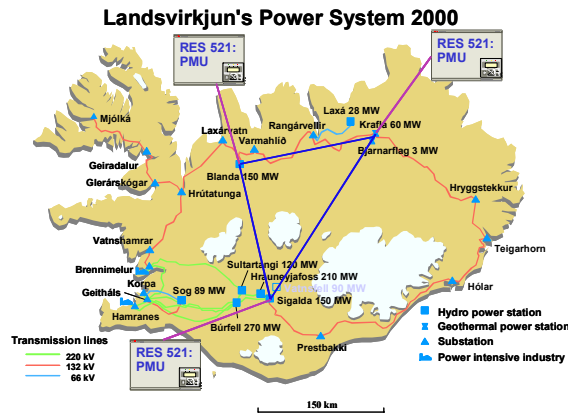 Landsvirkjun's Power System 2000
RES 521:
PMU
RES 521:
PMU
Mjólká
Laxá 28 MW
Rangárvellir
Krafla 60 MW
Laxárvatn
Varmahlíð
Bjarnarflag 3 MW
Geiradalur
Blanda 150 MW
Glerárskógar
Hrútatunga
Hryggstekkur
Vatnshamrar
Teigarhorn
Sultartangi 120 MW
Brennimelur
Hrauneyjafoss 210 MW
Korpa
Hólar
Geitháls
Sog 89 MW
90 MW
Sigalda 150 MW
Hamranes
Búrfell 270 MW
Prestbakki
Hydro power station
Geothermal power station
Substation
Power intensive industry
Transmission lines
220 kV
132 kV
66 kV
RES 521:
PMU
150 km